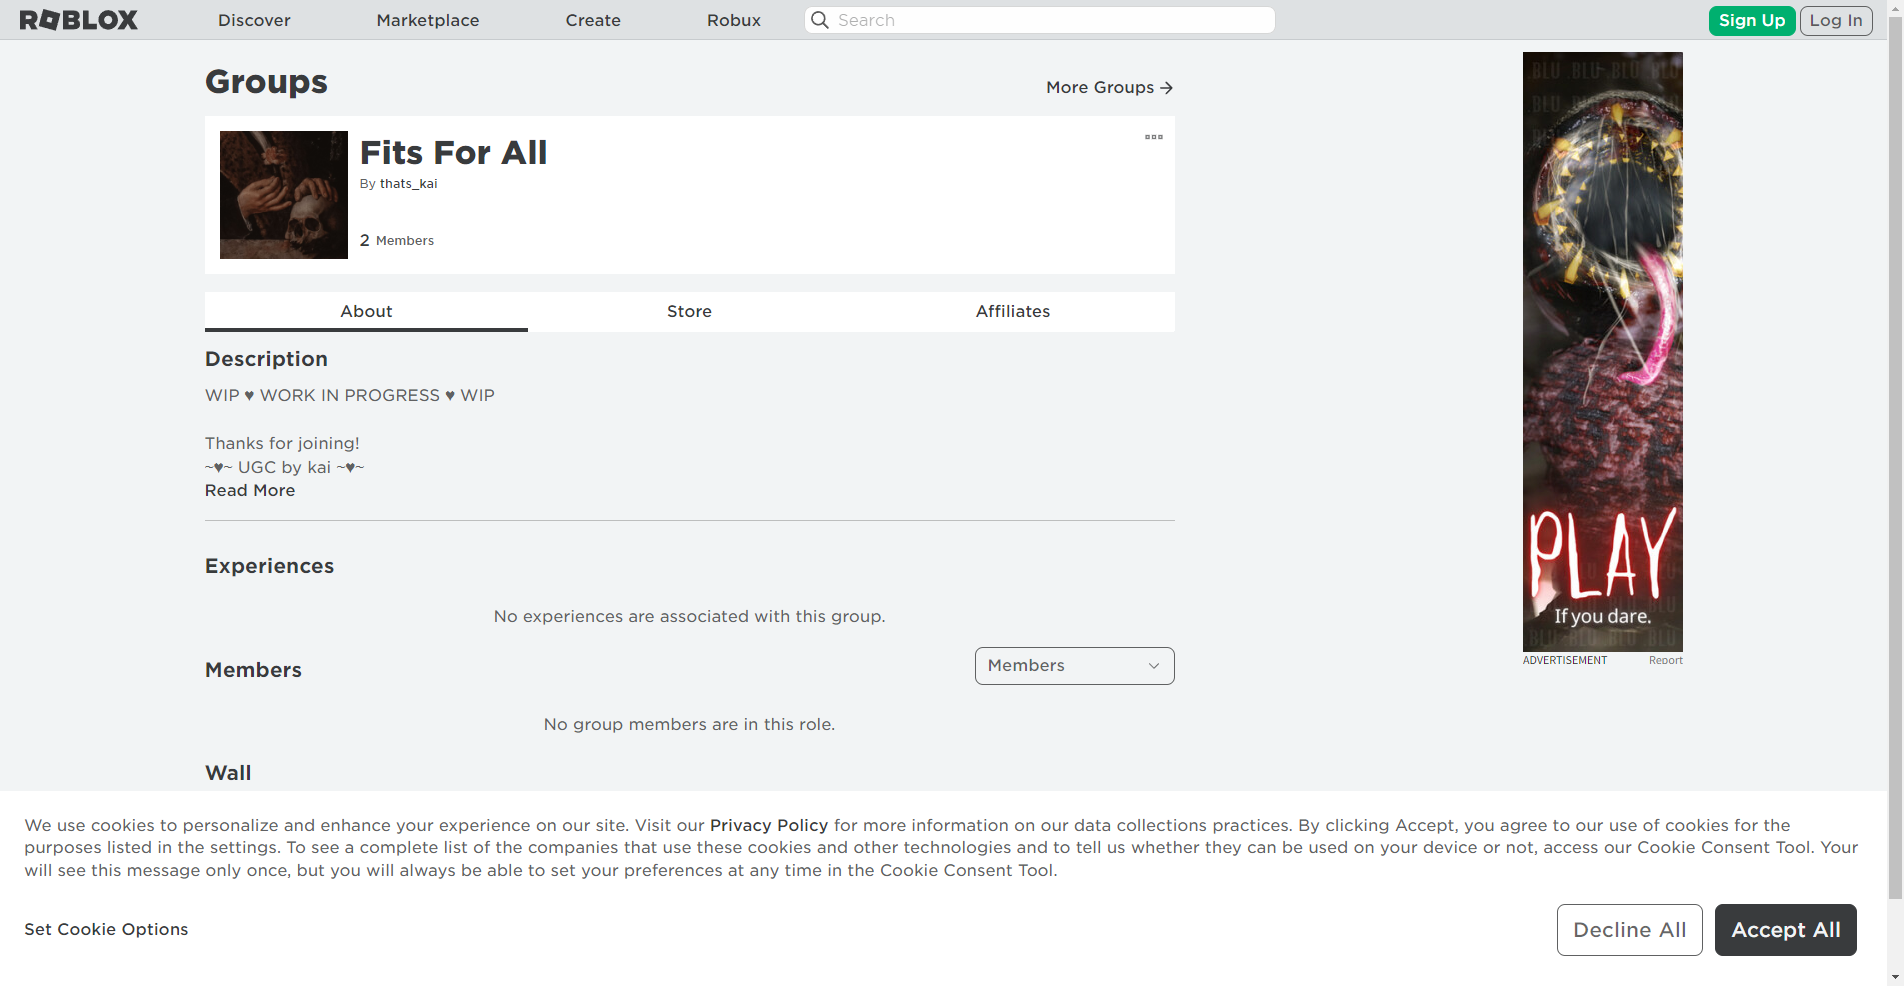 ROBLOX
Discover
Marketplace
Create
Robux
Search
Sign Up
Log In
Groups
More Groups →
Fits For All
By thats_kai
2 Members
About
Store
Affiliates
Description
WIP ♥ WORK IN PROGRESS ♥ WIP
Thanks for joining!
~♥~ UGC by kai ~♥~
Read More
Experiences
No experiences are associated with this group.
Members
Members
No group members are in this role.
Wall
BLU BLU BLU BLU
PLAY
If you dare.
BLU BLU BLU BLU
ADVERTISEMENT
Report
We use cookies to personalize and enhance your experience on our site. Visit our Privacy Policy for more information on our data collections practices. By clicking Accept, you agree to our use of cookies for the
purposes listed in the settings. To see a complete list of the companies that use these cookies and other technologies and to tell us whether they can be used on your device or not, access our Cookie Consent Tool. Your
will see this message only once, but you will always be able to set your preferences at any time in the Cookie Consent Tool.
Set Cookie Options
Decline All
Accept All